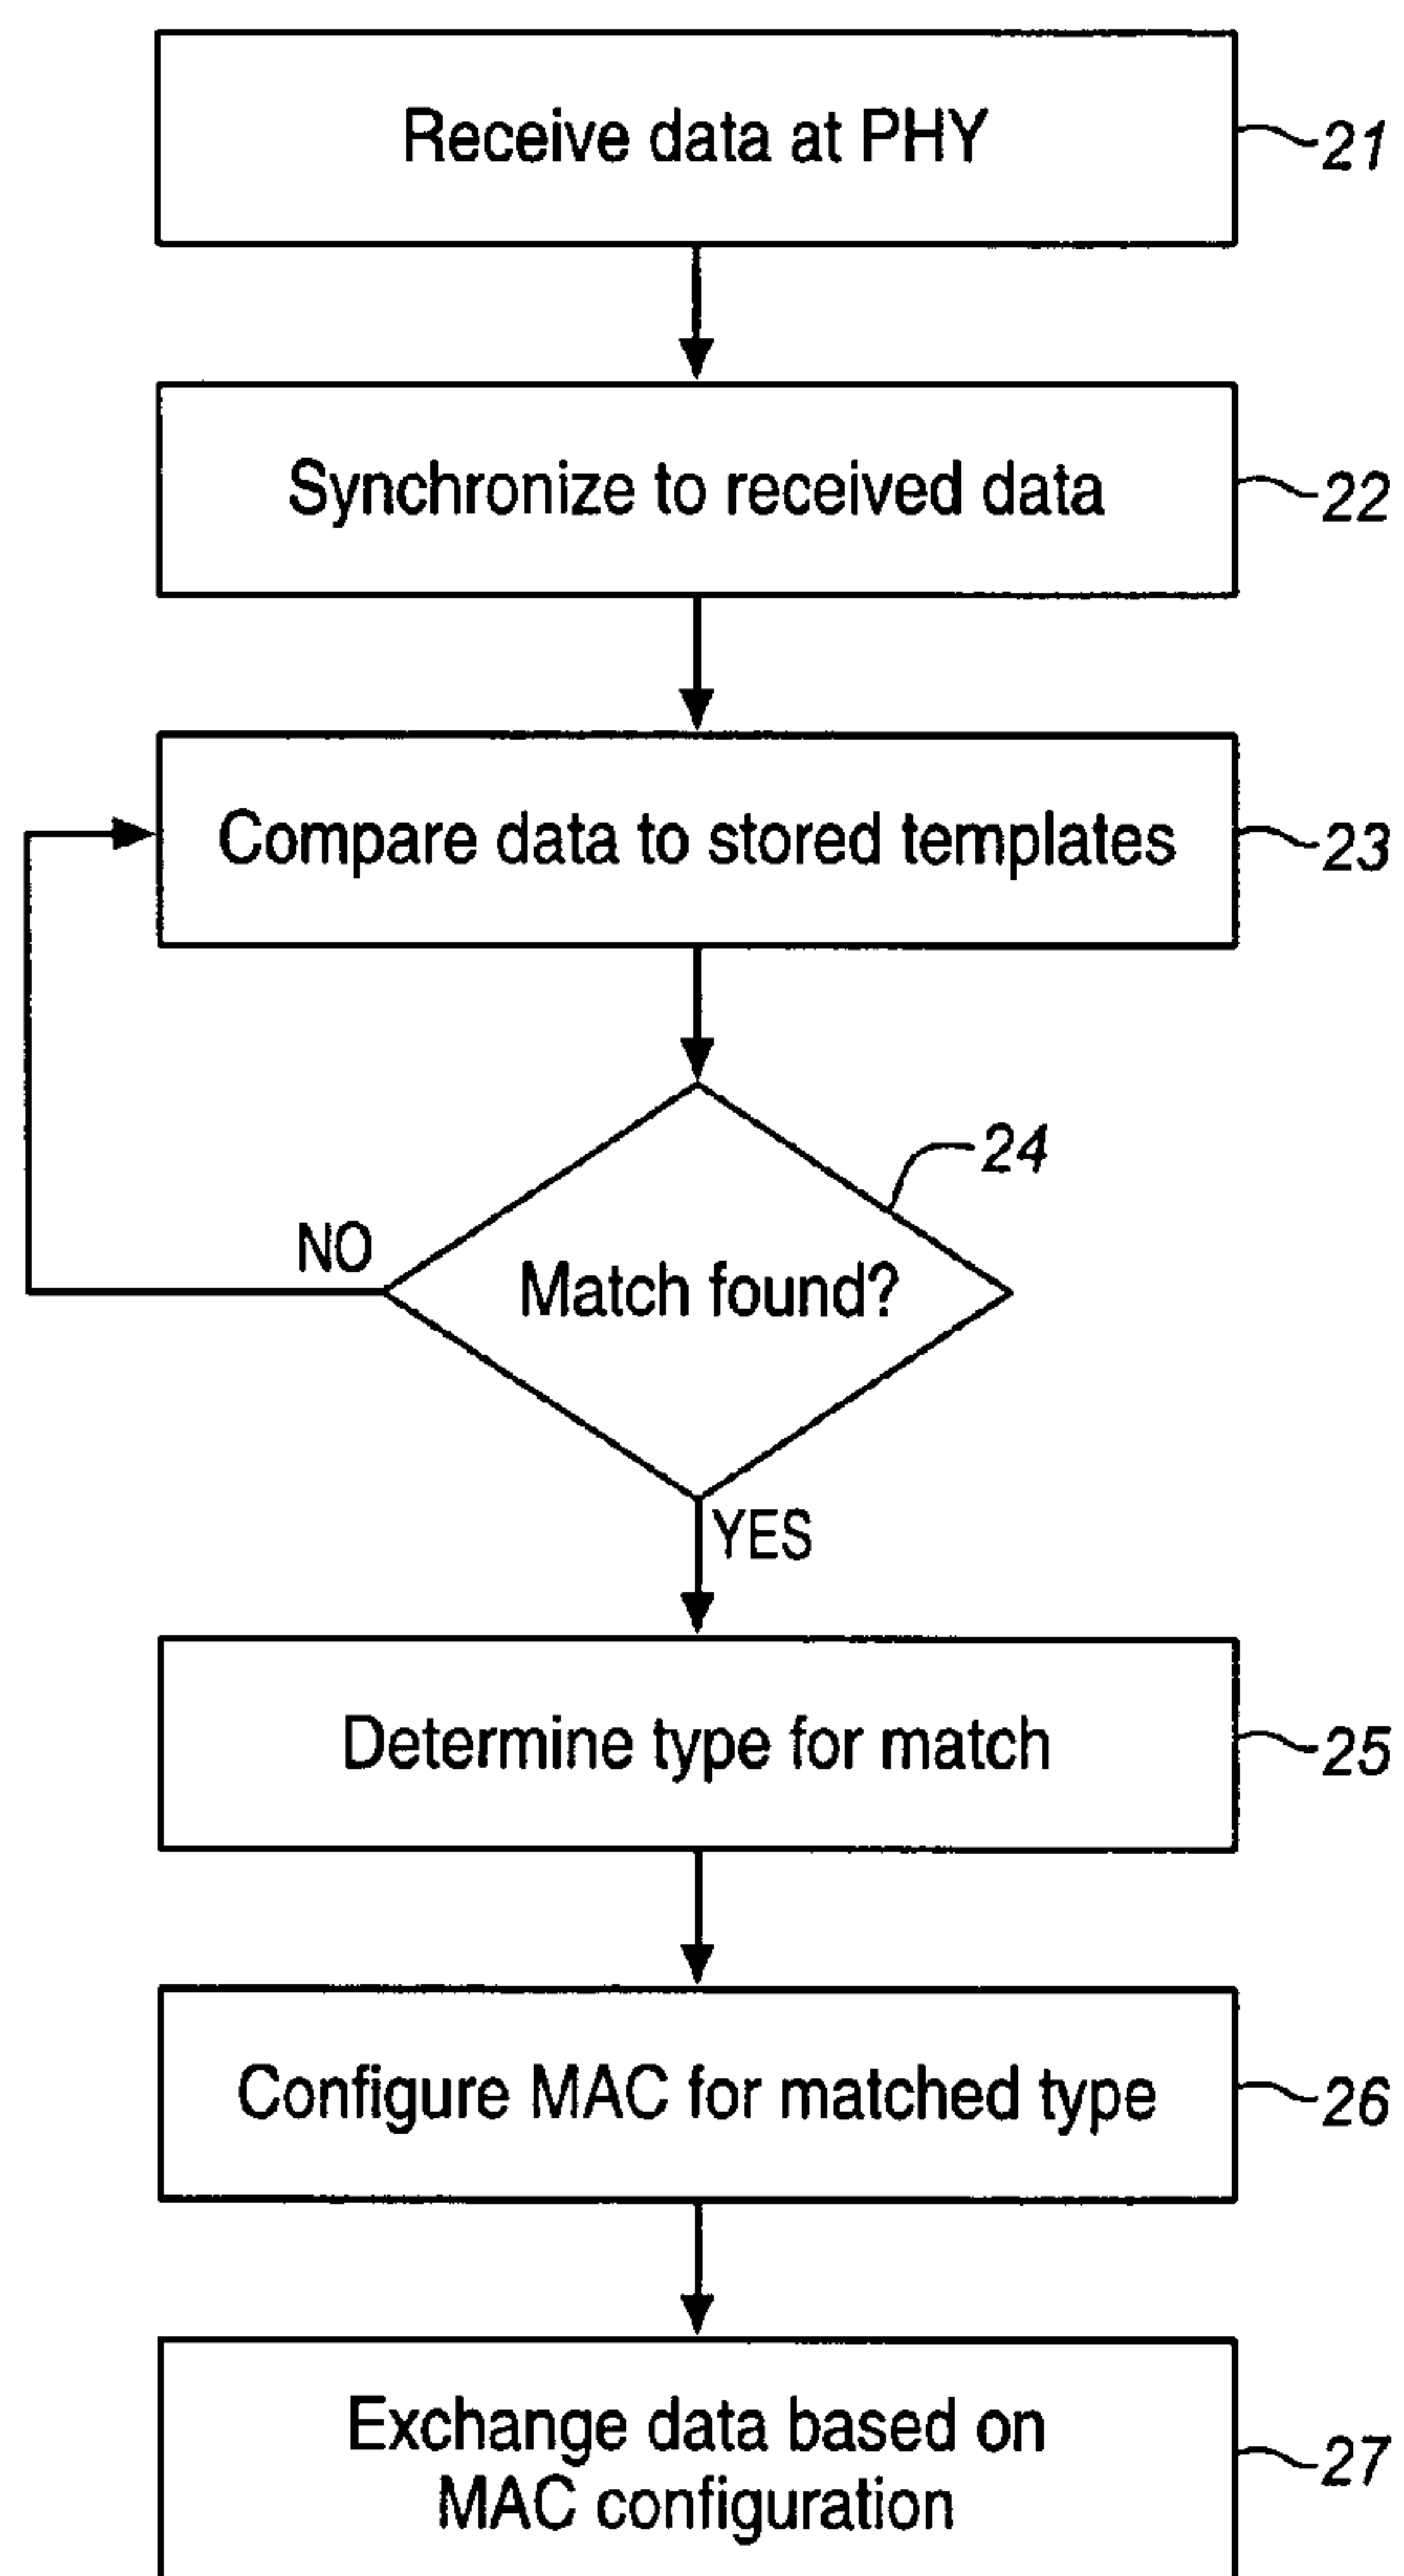 Receive data at PHY
21
Synchronize to received data
22
Compare data to stored templates
23
24
NO
Match found?
YES
Determine type for match
25
Configure MAC for matched type
26
Exchange data based on
MAC configuration
27